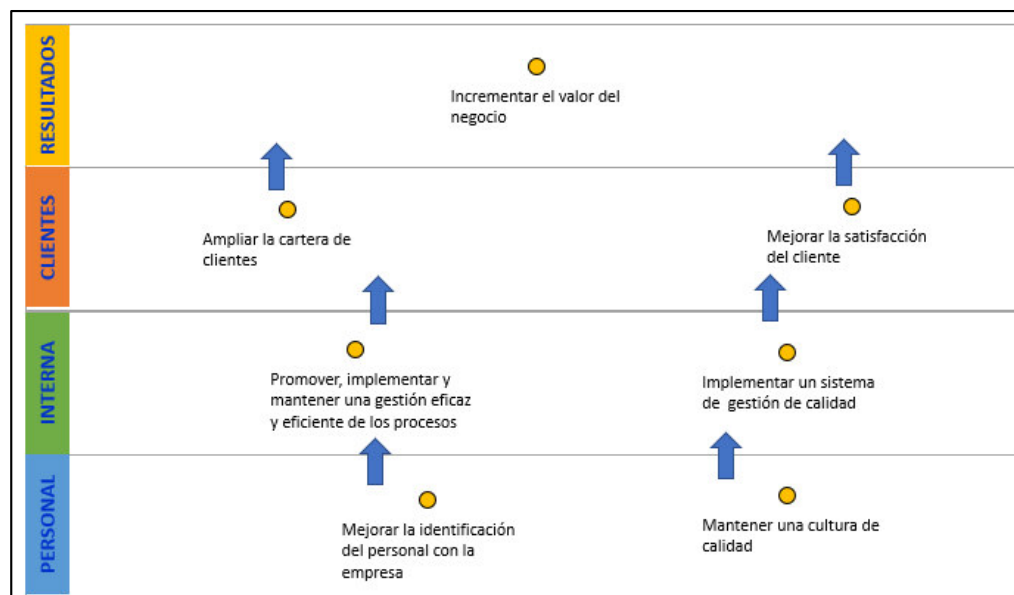 RESULTADOS
Incrementar el valor del
negocio
CLIENTES
Ampliar la cartera de
clientes
Mejorar la satisfacción
del cliente
INTERNA
Promover, implementar y
mantener una gestión eficaz
y eficiente de los procesos
Implementar un sistema
de gestión de calidad
PERSONAL
Mejorar la identificación
del personal con la
empresa
Mantener una cultura de
calidad